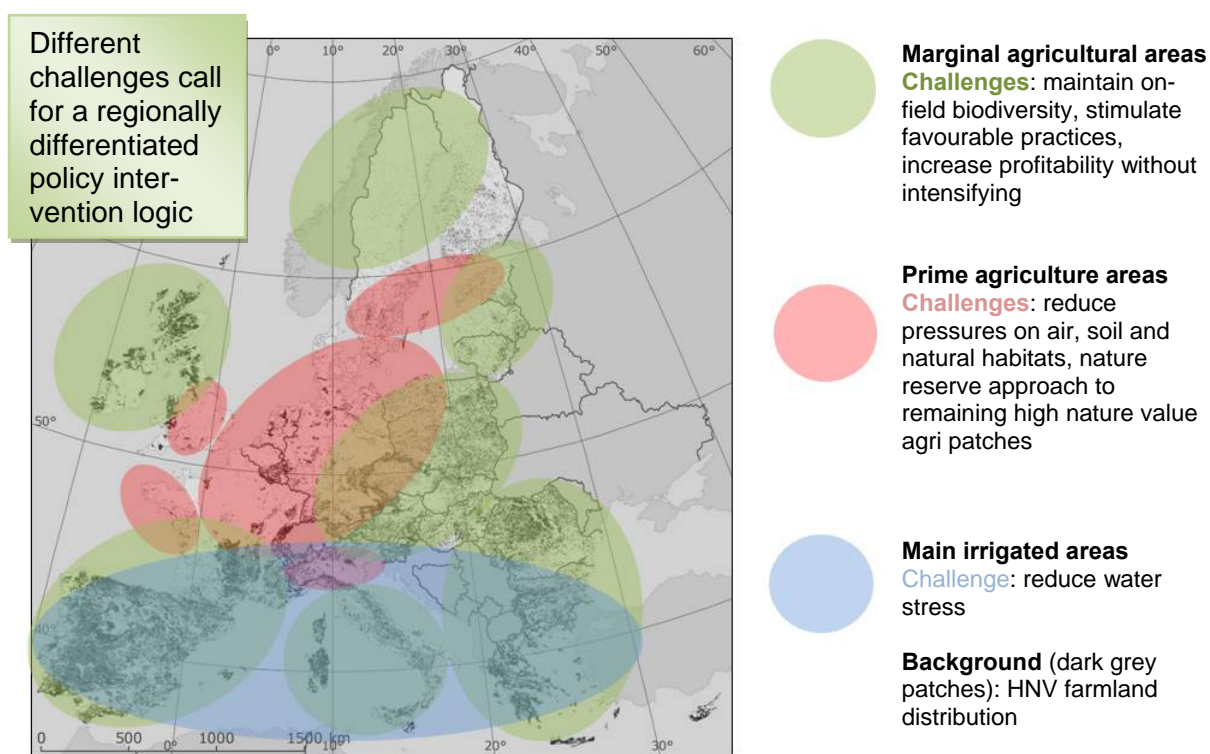 Different
challenges call
for a regionally
differentiated
policy inter-
vention logic
0° 10° 20° 30° 40° 50° 60°
50°
40°
0 500 1000 1500 km
0° 10° 20° 30°
Marginal agricultural areas
Challenges: maintain on-
field biodiversity, stimulate
favourable practices,
increase profitability without
intensifying
Prime agriculture areas
Challenges: reduce
pressures on air, soil and
natural habitats, nature
reserve approach to
remaining high nature value
agri patches
Main irrigated areas
Challenge: reduce water
stress
Background (dark grey
patches): HNV farmland
distribution